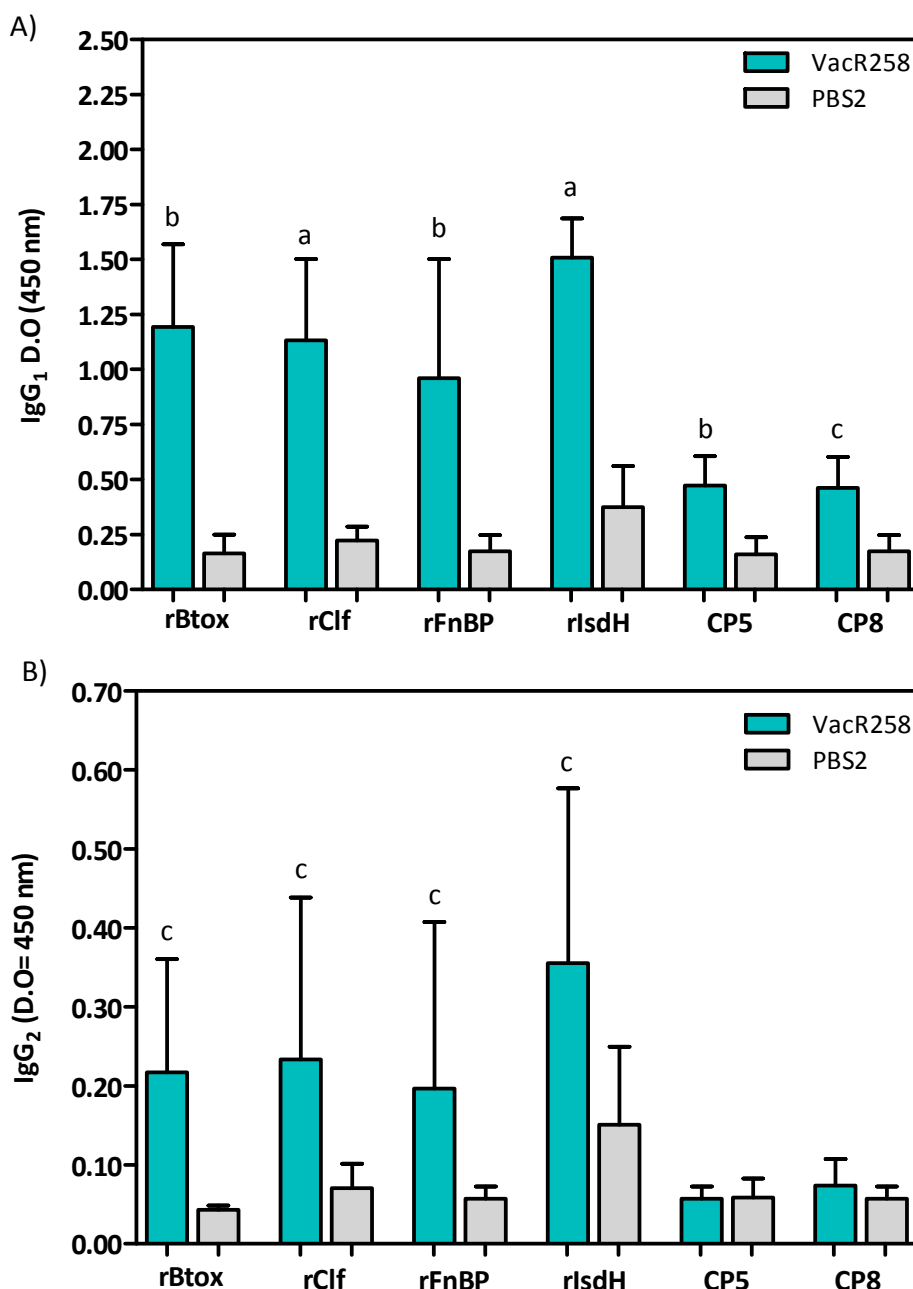 A)
2.50
2.25
2.00
1.75
1.50
1.25
1.00
0.75
0.50
0.25
0.00
IgG₁ D.O (450 nm)
VacR258
PBS2
b
a
b
a
b
c
rBtox rClf rFnBP rIsdH CP5 CP8
B)
0.70
0.60
0.50
0.40
0.30
0.20
0.10
0.00
IgG₂ (D.O= 450 nm)
VacR258
PBS2
c
c
c
c
rBtox rClf rFnBP rIsdH CP5 CP8